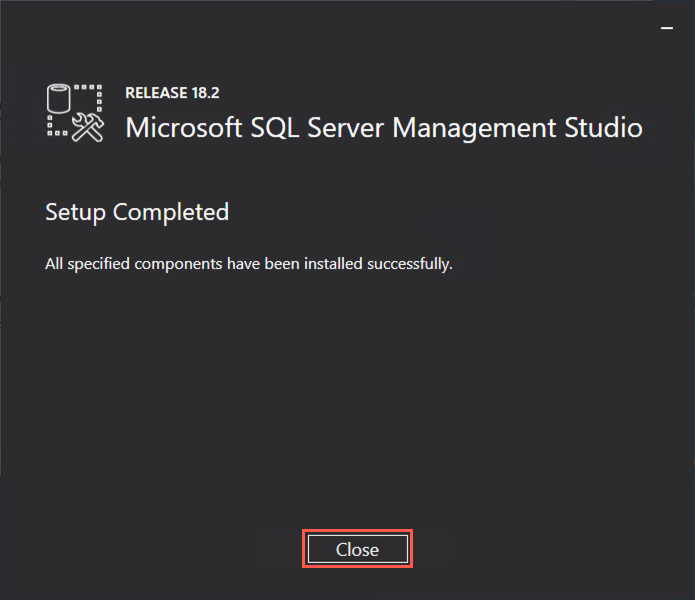 RELEASE 18.2
Microsoft SQL Server Management Studio
Setup Completed
All specified components have been installed successfully.
Close